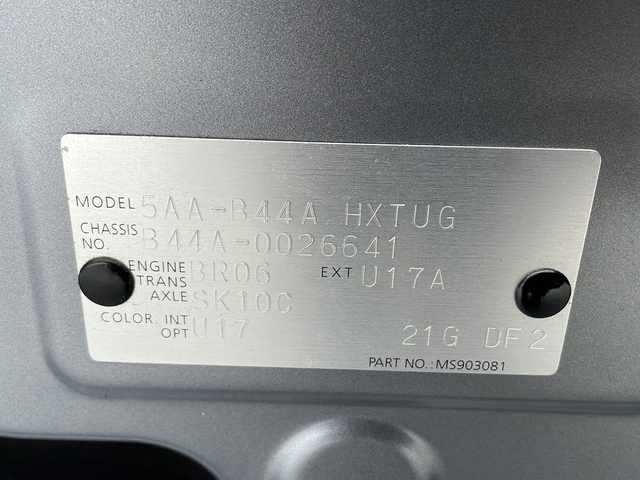 MODEL 5AA-B44A HXTUG
CHASSIS NO. B44A-0026641
ENGINE BR06 EXT U17A
TRANS AXLE SK10C
COLOR. INT U17
OPT 21G DF2
PART NO.:MS903081